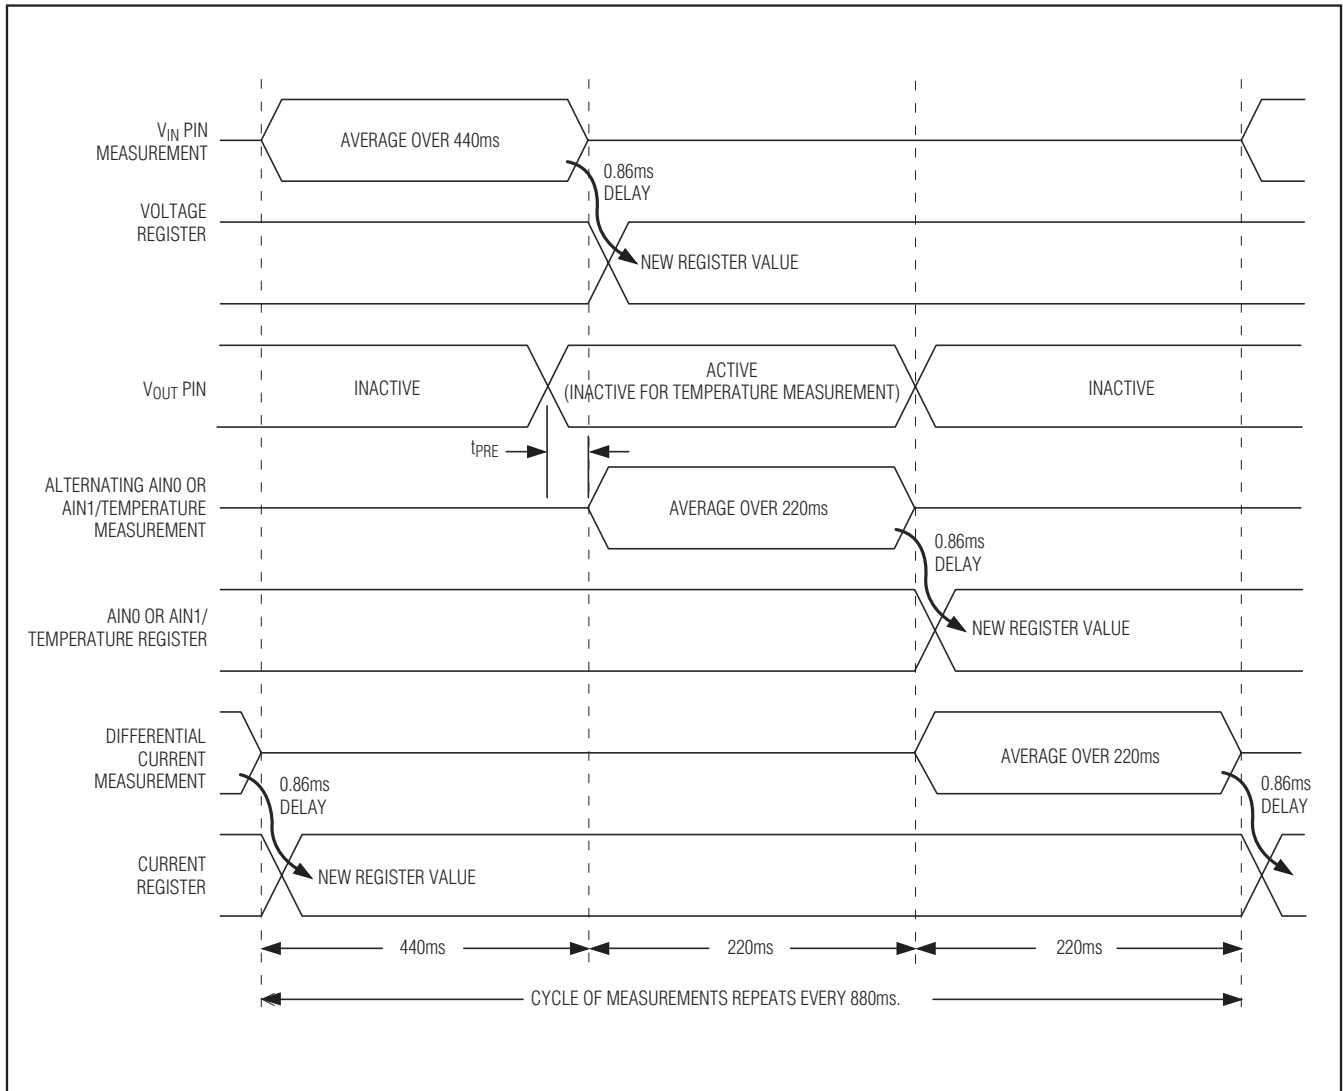 VIN PIN
MEASUREMENT
AVERAGE OVER 440ms
0.86ms
DELAY
VOLTAGE
REGISTER
NEW REGISTER VALUE
VOUT PIN
INACTIVE
ACTIVE
(INACTIVE FOR TEMPERATURE MEASUREMENT)
INACTIVE
tPRE
ALTERNATING AIN0 OR
AIN1/TEMPERATURE
MEASUREMENT
AVERAGE OVER 220ms
0.86ms
DELAY
AIN0 OR AIN1/
TEMPERATURE REGISTER
NEW REGISTER VALUE
DIFFERENTIAL
CURRENT
MEASUREMENT
0.86ms
DELAY
AVERAGE OVER 220ms
0.86ms
DELAY
CURRENT
REGISTER
NEW REGISTER VALUE
440ms
220ms
220ms
CYCLE OF MEASUREMENTS REPEATS EVERY 880ms.